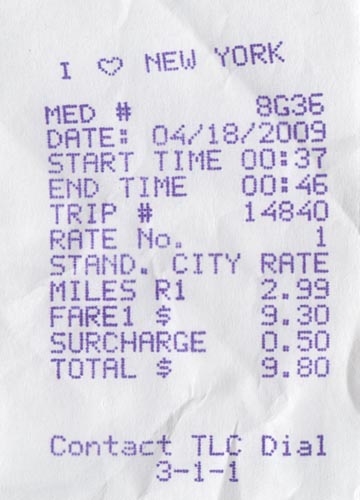 I ♡ NEW YORK
MED # 8G36
DATE: 04/18/2009
START TIME 00:37
END TIME 00:46
TRIP # 14840
RATE No. 1
STAND. CITY RATE
MILES R1 2.99
FARE1 $ 9.30
SURCHARGE 0.50
TOTAL $ 9.80
Contact TLC Dial
3-1-1